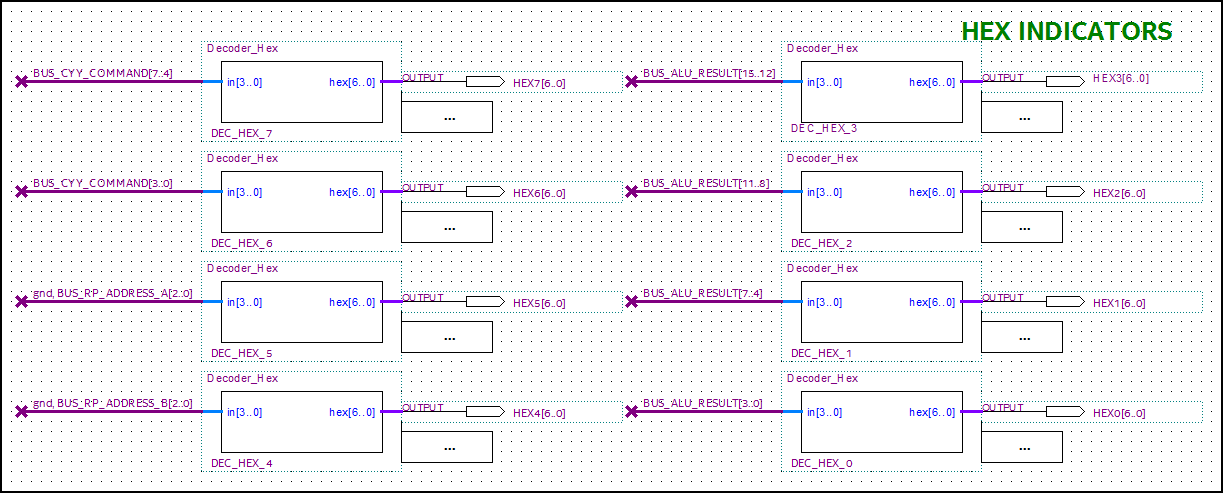 HEX INDICATORS
Decoder_Hex
BUS_CYY_COMMAND[7..4]
in[3..0]
hex[6..0]
OUTPUT
HEX7[6..0]
...
DEC_HEX_7
Decoder_Hex
BUS_ALU_RESULT[15..12]
in[3..0]
hex[6..0]
OUTPUT
HEX3[6..0]
...
DEC_HEX_3
Decoder_Hex
BUS_CYY_COMMAND[3..0]
in[3..0]
hex[6..0]
OUTPUT
HEX6[6..0]
...
DEC_HEX_6
Decoder_Hex
BUS_ALU_RESULT[11..8]
in[3..0]
hex[6..0]
OUTPUT
HEX2[6..0]
...
DEC_HEX_2
Decoder_Hex
gnd, BUS_RP_ADDRESS_A[2..0]
in[3..0]
hex[6..0]
OUTPUT
HEX5[6..0]
...
DEC_HEX_5
Decoder_Hex
BUS_ALU_RESULT[7..4]
in[3..0]
hex[6..0]
OUTPUT
HEX1[6..0]
...
DEC_HEX_1
Decoder_Hex
gnd, BUS_RP_ADDRESS_B[2..0]
in[3..0]
hex[6..0]
OUTPUT
HEX4[6..0]
...
DEC_HEX_4
Decoder_Hex
BUS_ALU_RESULT[3..0]
in[3..0]
hex[6..0]
OUTPUT
HEX0[6..0]
...
DEC_HEX_0